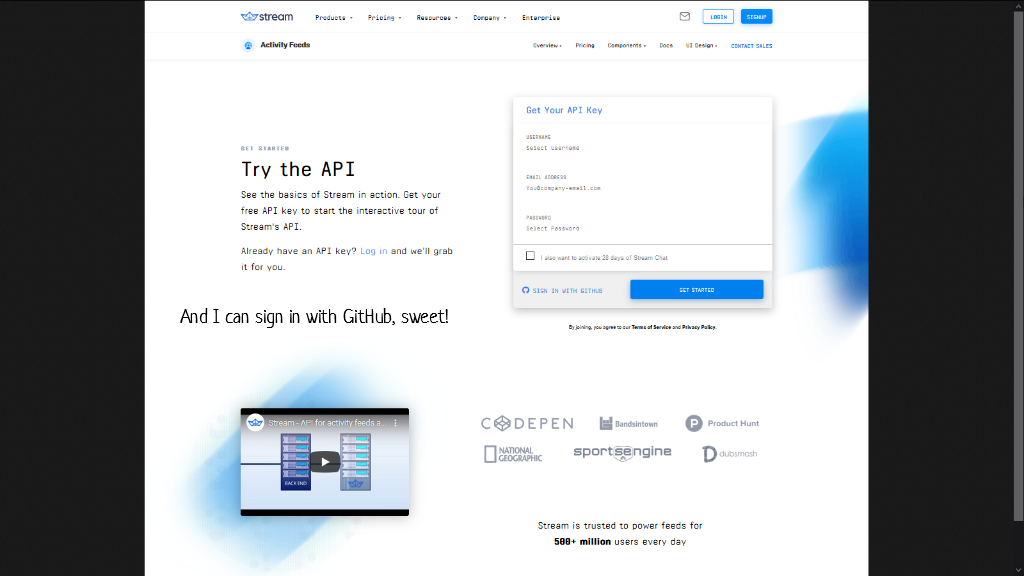 stream
Products
Pricing
Resources
Company
Enterprise
LOGIN
SIGNUP
Activity Feeds
Overview
Pricing
Components
Docs
UI Design
CONTACT SALES
GET STARTED
Try the API
See the basics of Stream in action. Get your
free API key to start the interactive tour of
Stream's API.
Already have an API key? Log in and we'll grab
it for you.
And I can sign in with GitHub, sweet!
Get Your API Key
USERNAME
Select Username
EMAIL ADDRESS
You@company-email.com
PASSWORD
Select Password
I also want to activate 28 days of Stream Chat
SIGN IN WITH GITHUB
GET STARTED
By joining, you agree to our Terms of Service and Privacy Policy.
Stream - API for activity feeds a...
BACK END
CODEPEN
Bandsintown
Product Hunt
NATIONAL
GEOGRAPHIC
sportsengine
dubsmash
Stream is trusted to power feeds for
500+ million users every day